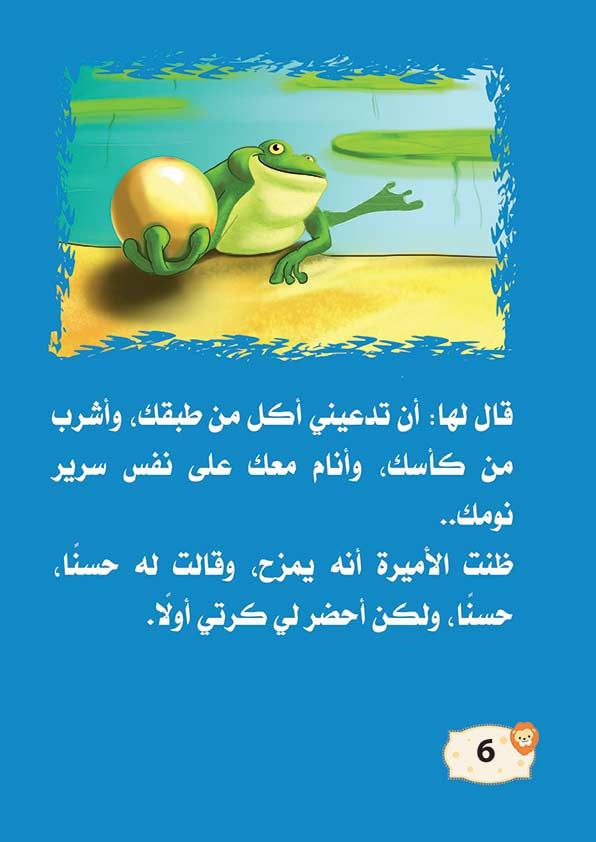 قال لها: أن تدعيني أكل من طبقك، وأشرب
من كأسك، وأنام معك على نفس سرير
نومك..
ظنت الأميرة أنه يمزح، وقالت له حسنًا،
حسنًا، ولكن أحضر لي كرتي أولًا.
6